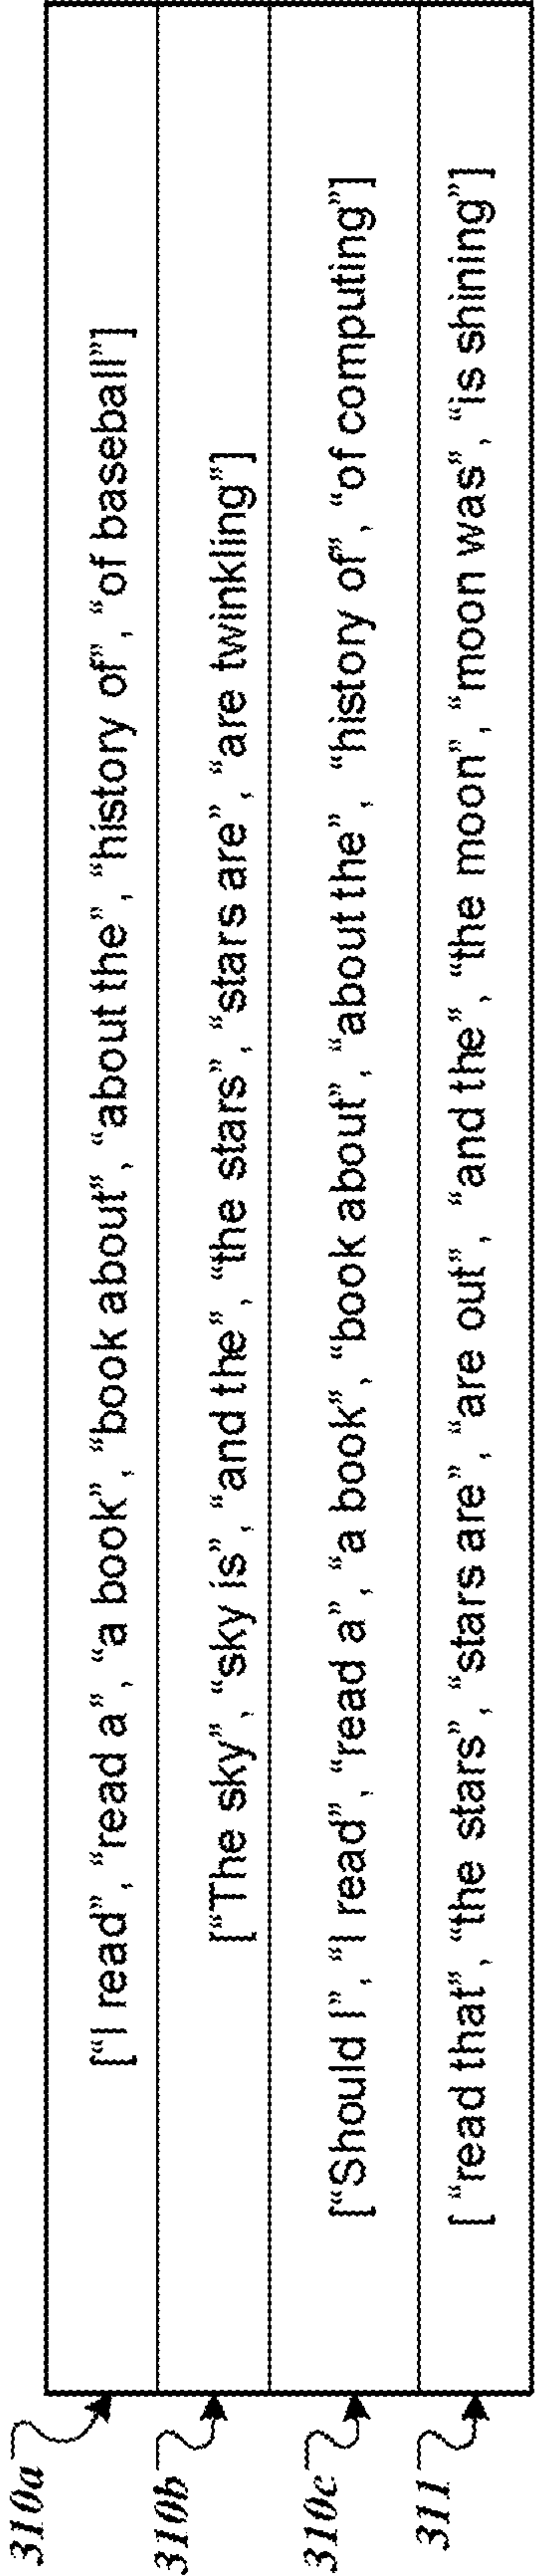 310a ["I read", "read a", "a book", "book about", "about the", "history of", "of baseball"]
310b ["The sky", "sky is", "and the", "the stars", "stars are", "are twinkling"]
310c ["Should I", "I read", "read a", "a book", "book about", "about the", "history of", "of computing"]
311 [ "read that", "the stars", "stars are", "are out", "and the", "the moon", "moon was", "is shining"]